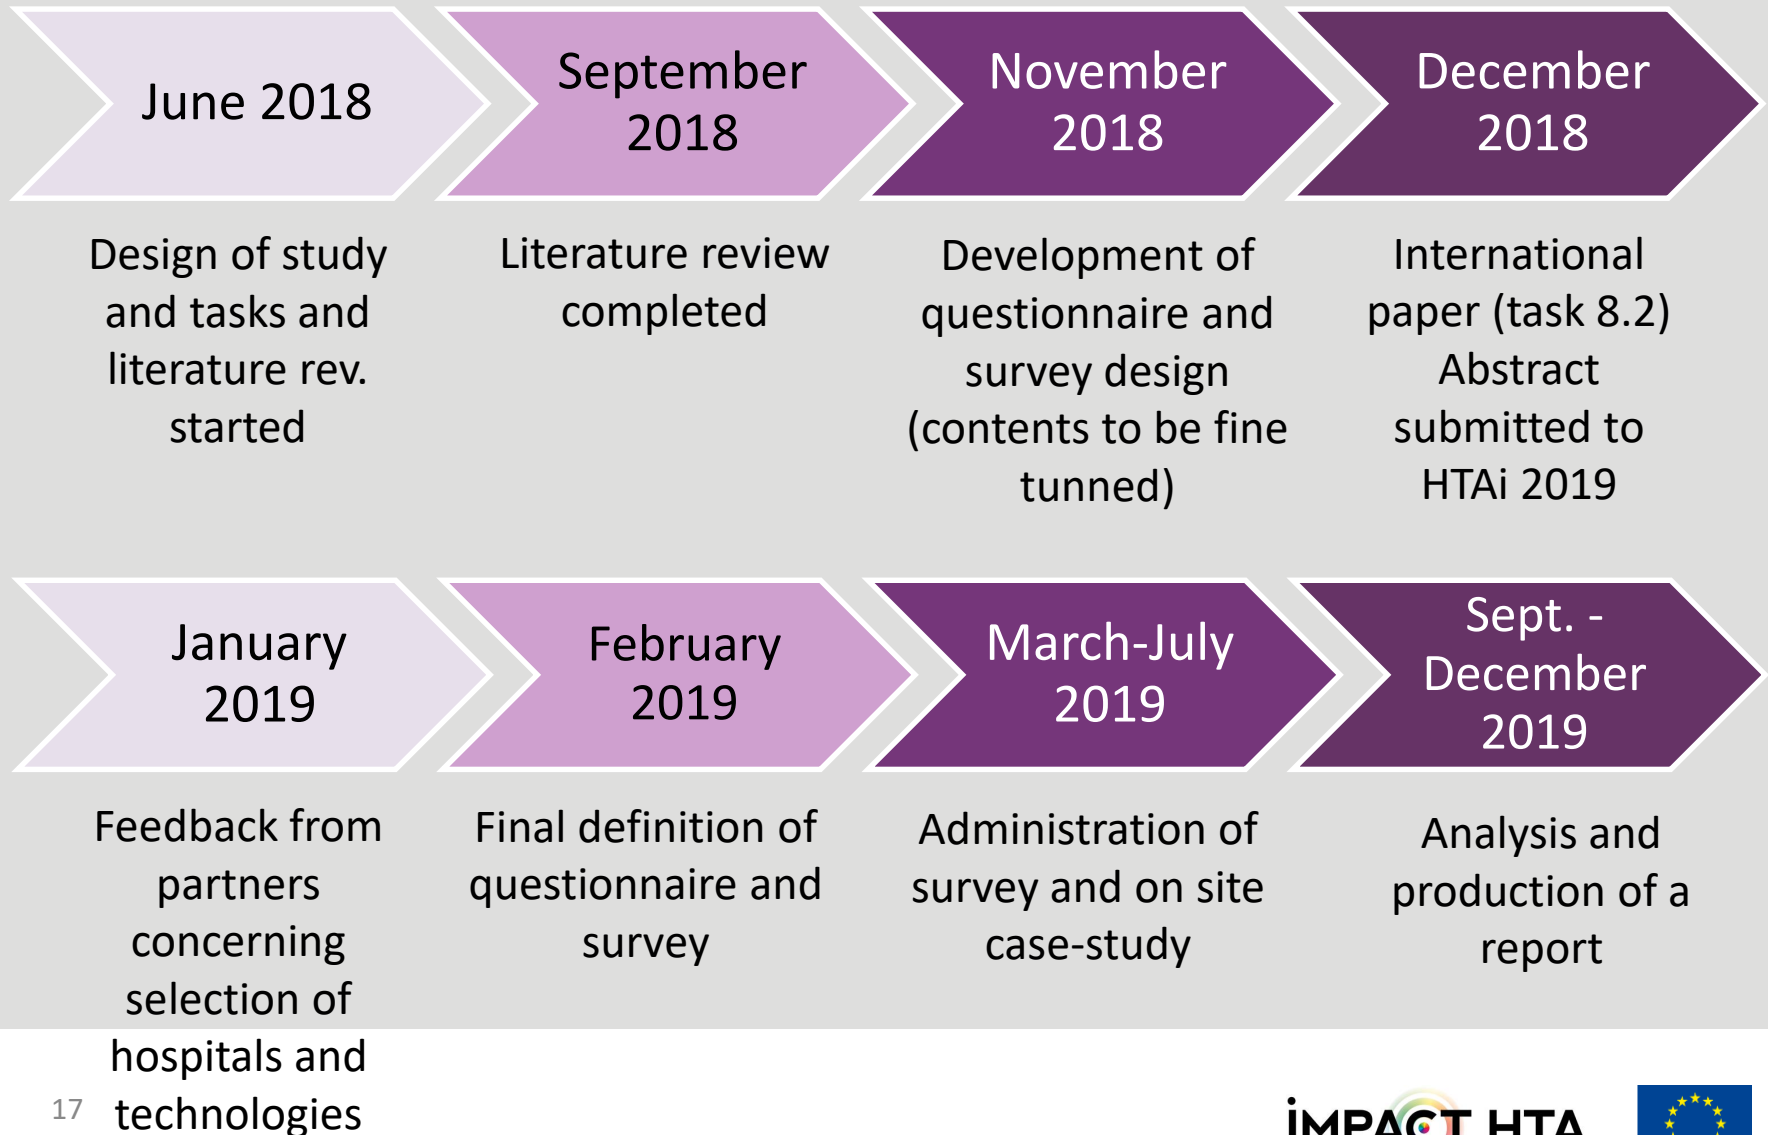 June 2018
September
2018
November
2018
December
2018
Design of study
and tasks and
literature rev.
started
Literature review
completed
Development of
questionnaire and
survey design
(contents to be fine
tunned)
International
paper (task 8.2)
Abstract
submitted to
HTAi 2019
January
2019
February
2019
March-July
2019
Sept. -
December
2019
Feedback from
partners
concerning
selection of
hospitals and
technologies
Final definition of
questionnaire and
survey
Administration of
survey and on site
case-study
Analysis and
production of a
report
17
iMPACT HTA